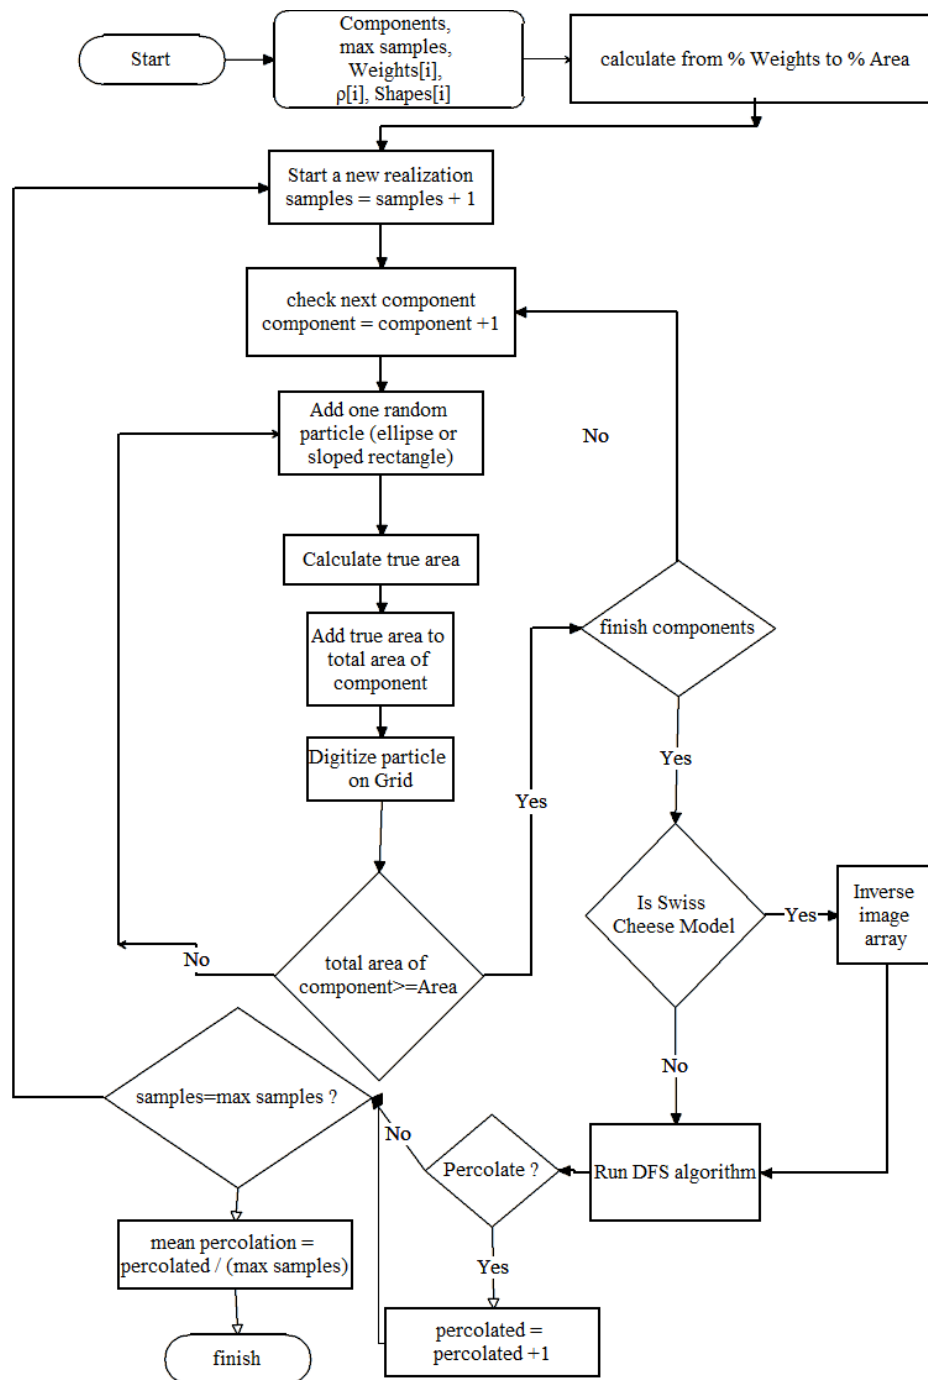 Start
Components,
max samples,
Weights[i],
ρ[i], Shapes[i]
calculate from % Weights to % Area
Start a new realization
samples = samples + 1
check next component
component = component +1
Add one random
particle (ellipse or
sloped rectangle)
No
Calculate true area
Add true area to
total area of
component
finish components
Digitize particle
on Grid
Yes
Yes
Is Swiss
Cheese Model
Yes
Inverse
image
array
No
total area of
component>=Area
No
samples=max samples ?
No
Percolate ?
Run DFS algorithm
mean percolation =
percolated / (max samples)
Yes
percolated =
percolated +1
finish